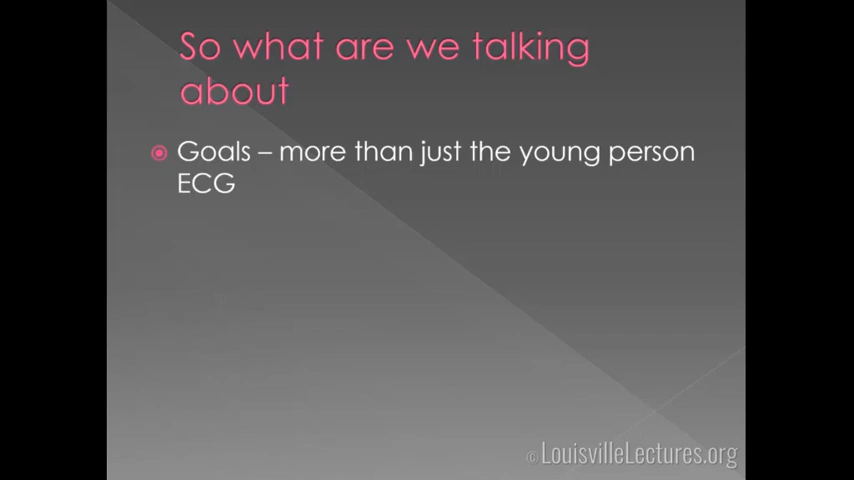 So what are we talking
about
Goals – more than just the young person
ECG
© LouisvilleLectures.org